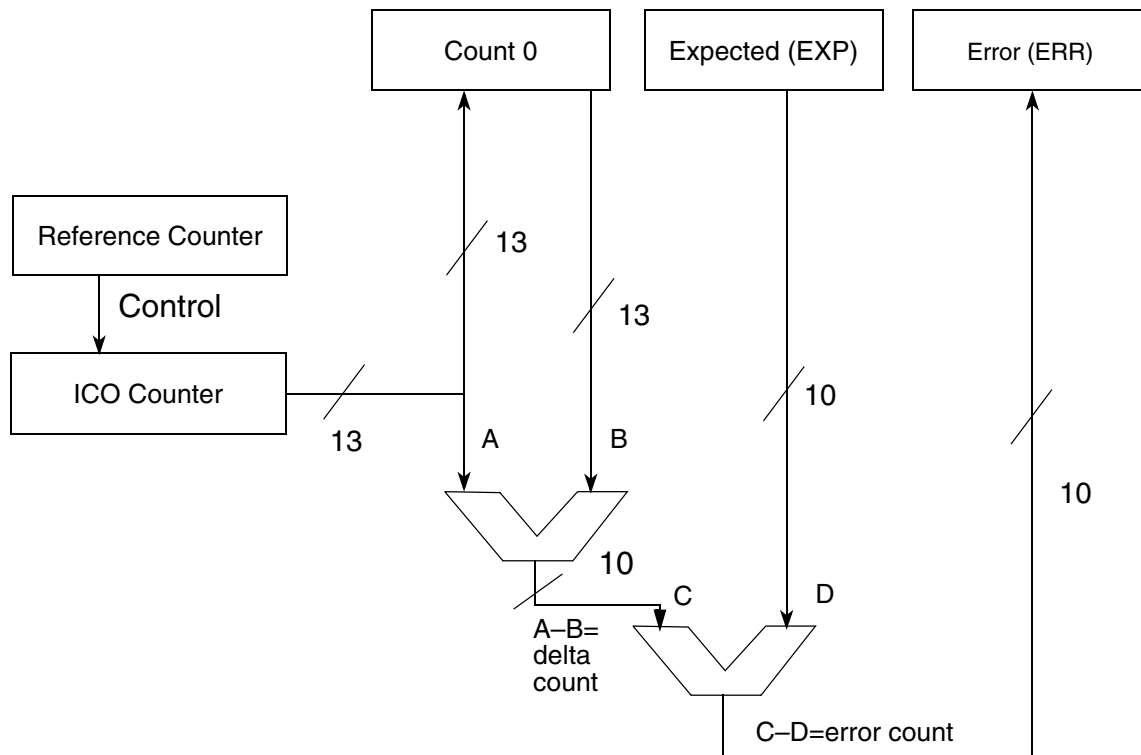 Count 0
Expected (EXP)
Error (ERR)
Reference Counter
13
13
Control
ICO Counter
10
13
A
B
10
10
C
D
A–B=
delta
count
C–D=error count